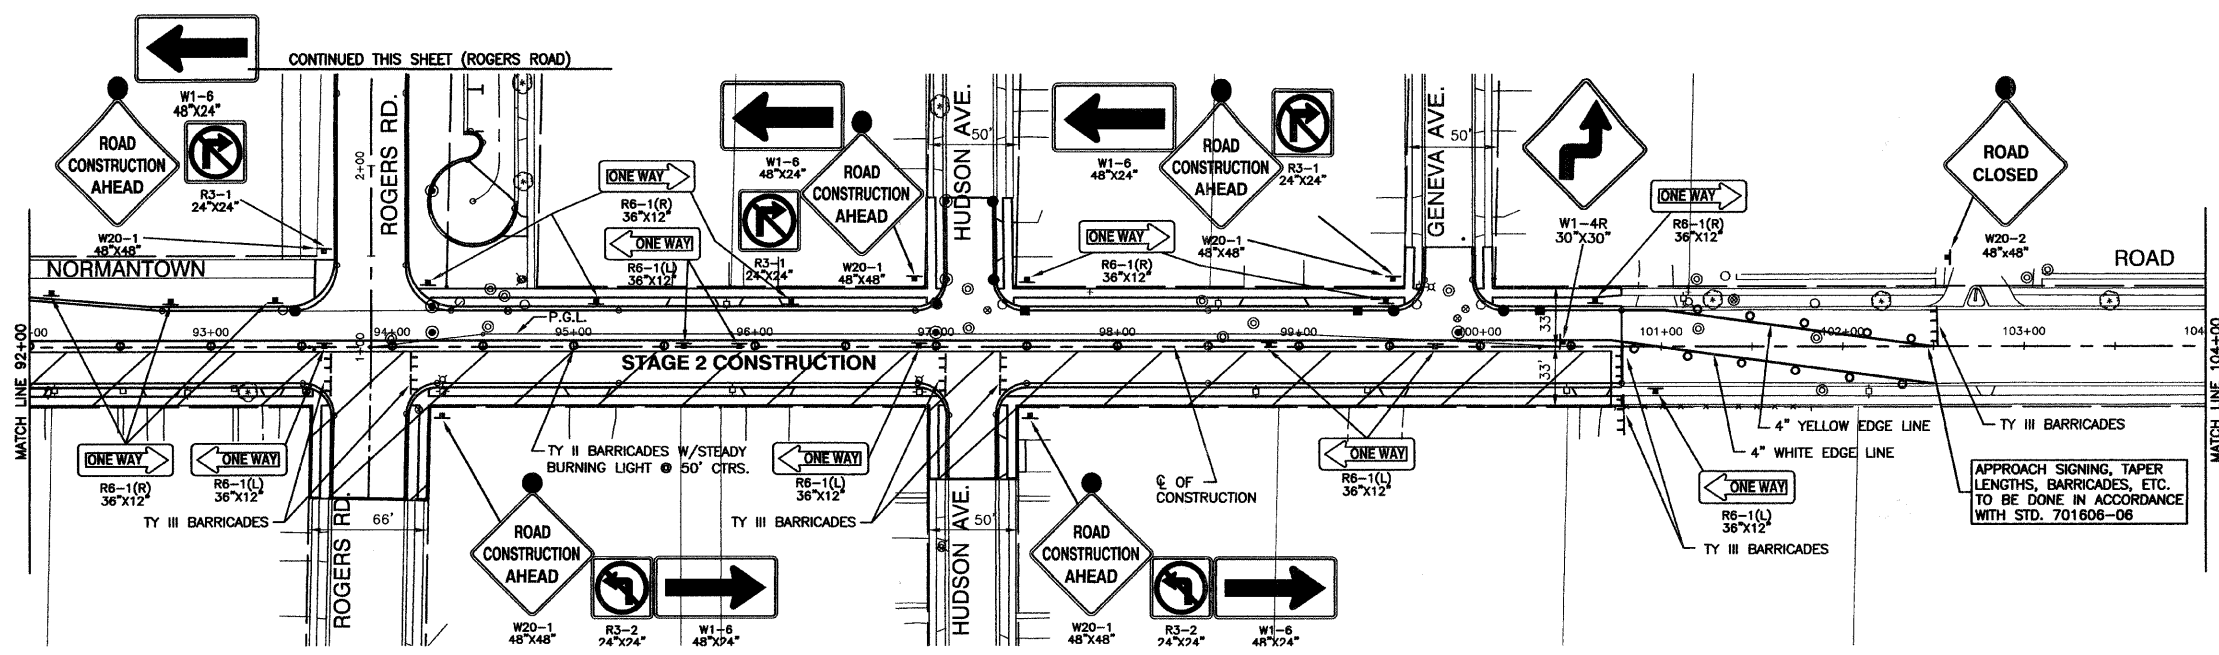 CONTINUED THIS SHEET (ROGERS ROAD)
W1-6
48"X24"
ROAD
CONSTRUCTION
AHEAD
R3-1
24"X24"
W20-1
48"X48"
NORMANTOWN
ROGERS RD.
2+00
1+00
ONE WAY
R6-1(R)
36"X12"
ONE WAY
R6-1(L)
36"X12"
W1-6
48"X24"
R3-1
24"X24"
ROAD
CONSTRUCTION
AHEAD
W20-1
48"X48"
HUDSON AVE.
50'
W1-6
48"X24"
ONE WAY
R6-1(R)
36"X12"
ROAD
CONSTRUCTION
AHEAD
W20-1
48"X48"
R3-1
24"X24"
GENEVA AVE.
50'
W1-4R
30"X30"
ONE WAY
R6-1(R)
36"X12"
ROAD
CLOSED
W20-2
48"X48"
ROAD
MATCH LINE 92+00
93+00
94+00
P.G.L.
95+00
96+00
98+00
99+00
101+00
102+00
103+00
33'
33'
MATCH LINE 104+00
STAGE 2 CONSTRUCTION
ONE WAY
R6-1(R)
36"X12"
ONE WAY
R6-1(L)
36"X12"
TY III BARRICADES
ROGERS RD.
66'
TY II BARRICADES W/STEADY
BURNING LIGHT @ 50' CTRS.
ONE WAY
R6-1(L)
36"X12"
TY III BARRICADES
HUDSON AVE.
50'
℄ OF
CONSTRUCTION
ONE WAY
R6-1(L)
36"X12"
4" YELLOW EDGE LINE
4" WHITE EDGE LINE
TY III BARRICADES
ONE WAY
R6-1(L)
36"X12"
TY III BARRICADES
APPROACH SIGNING, TAPER
LENGTHS, BARRICADES, ETC.
TO BE DONE IN ACCORDANCE
WITH STD. 701606-06
ROAD
CONSTRUCTION
AHEAD
W20-1
48"X48"
R3-2
24"X24"
W1-6
48"X24"
ROAD
CONSTRUCTION
AHEAD
W20-1
48"X48"
R3-2
24"X24"
W1-6
48"X24"